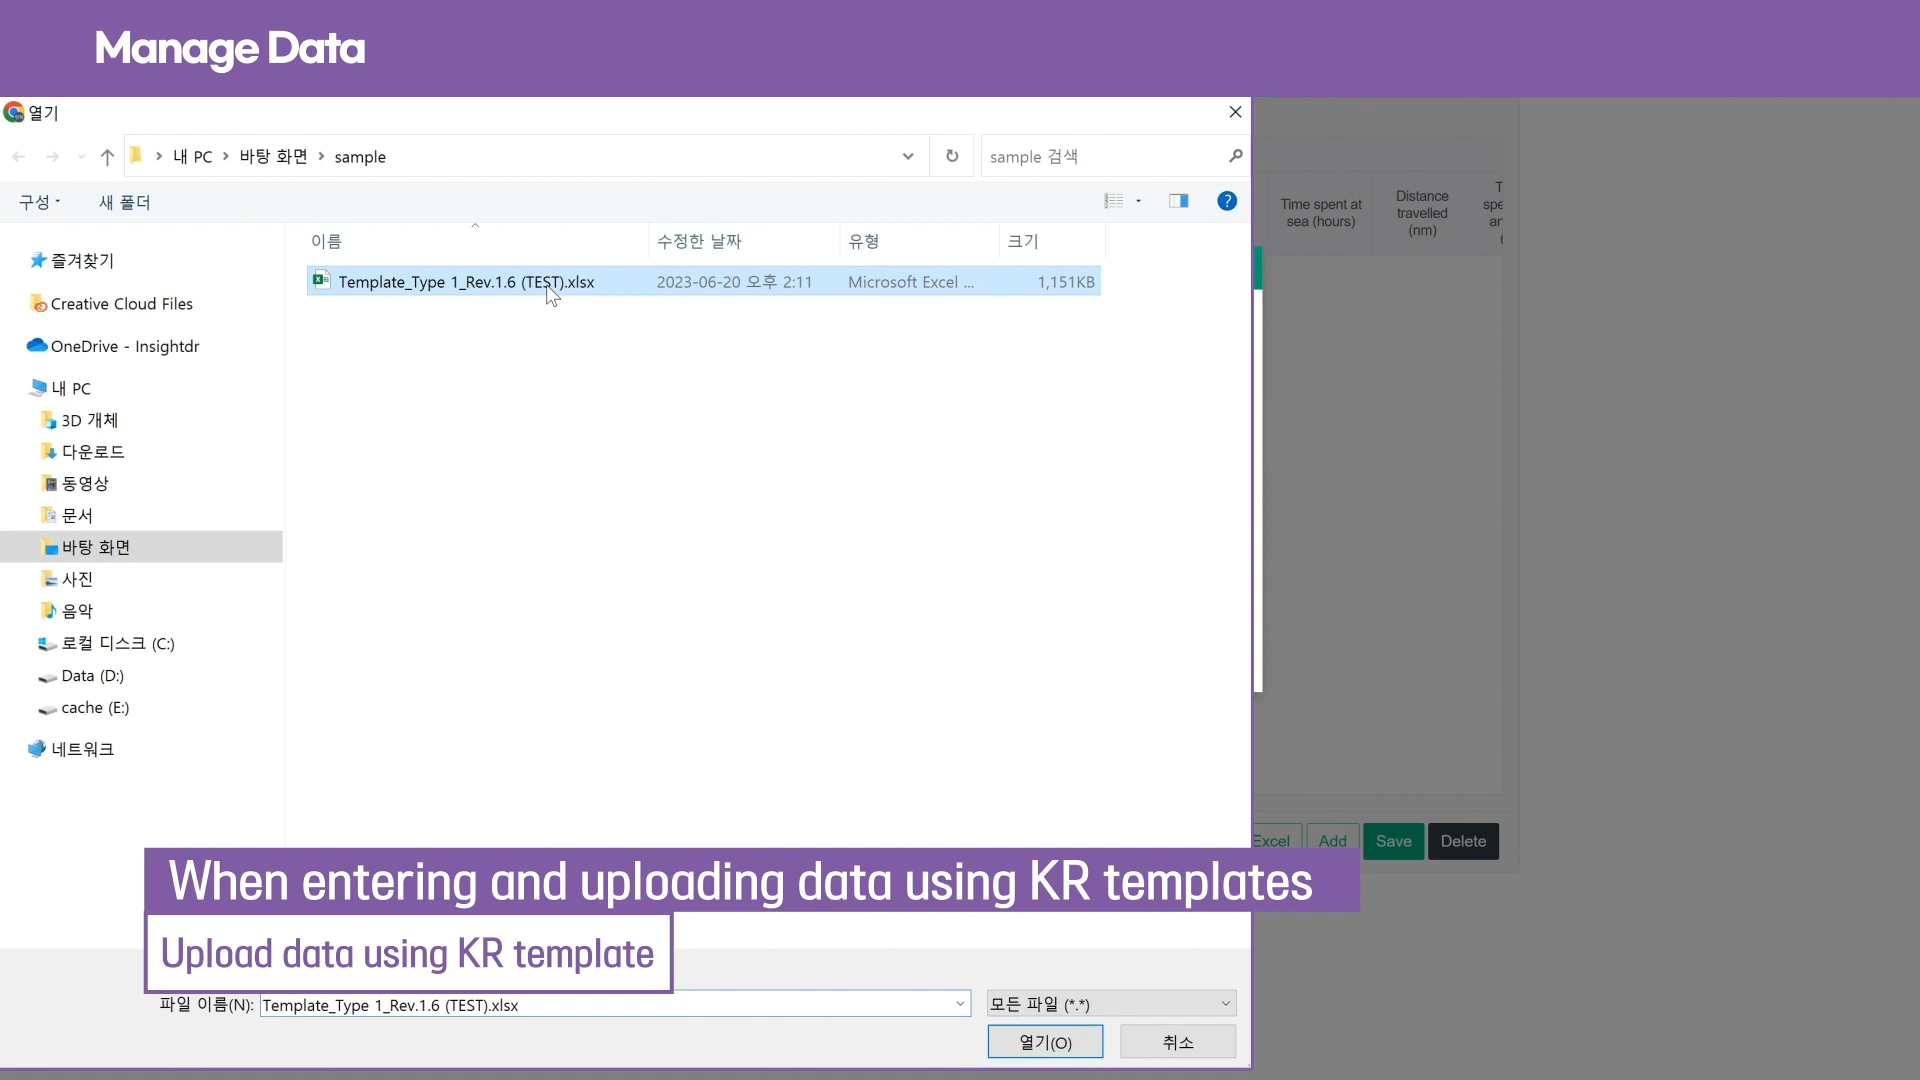 Manage Data
열기
내 PC 바탕 화면 sample
sample 검색
구성 새 폴더
이름 수정한 날짜 유형 크기
Template_Type 1_Rev.1.6 (TEST).xlsx 2023-06-20 오후 2:11 Microsoft Excel ... 1,151KB
즐겨찾기
Creative Cloud Files
OneDrive - Insightdr
내 PC
3D 개체
다운로드
동영상
문서
바탕 화면
사진
음악
로컬 디스크 (C:)
Data (D:)
cache (E:)
네트워크
Time spent at
sea (hours)
Distance
travelled
(nm)
Excel Add Save Delete
When entering and uploading data using KR templates
Upload data using KR template
파일 이름(N): Template_Type 1_Rev.1.6 (TEST).xlsx
모든 파일 (*.*)
열기(O) 취소